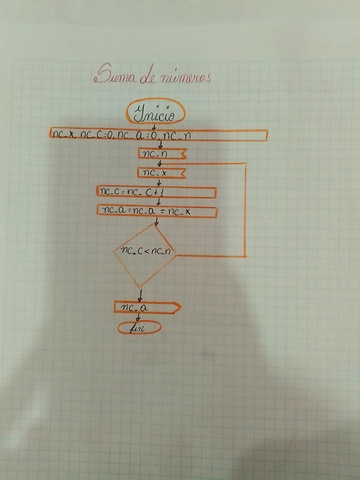 Suma de números
Inicio
nc_x, nc_c=0, nc_a=0, nc_n
nc_n
nc_x
nc_c=nc_c+1
nc_a=nc_a=nc_x
nc_c<nc_n
nc_a
fin